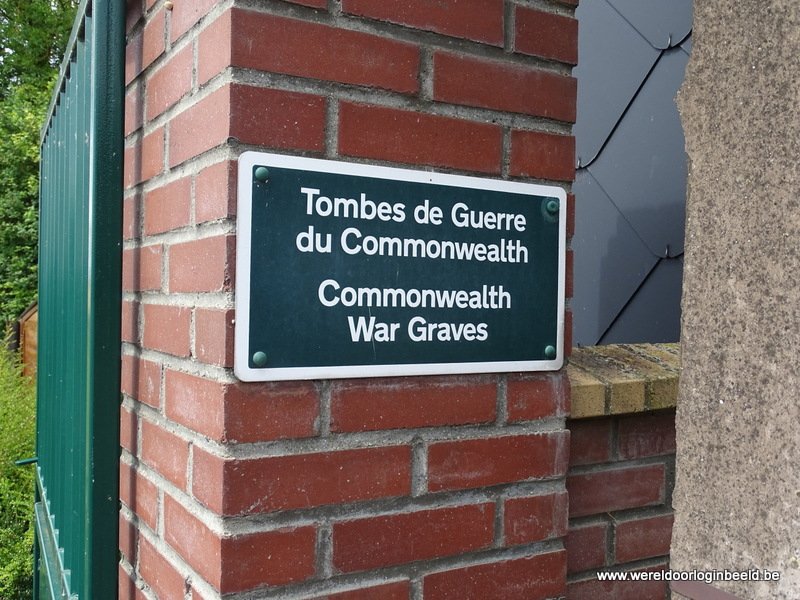 Tombes de Guerre
du Commonwealth
Commonwealth
War Graves
www.wereldoorloginbeeld.be